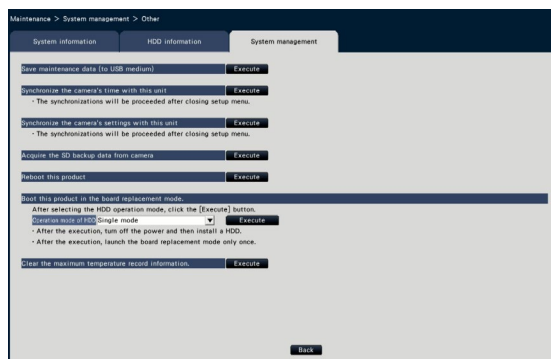 Maintenance > System management > Other
System information HDD information System management
Save maintenance data (to USB medium) Execute
Synchronize the camera's time with this unit Execute
・The synchronizations will be proceeded after closing setup menu.
Synchronize the camera's settings with this unit Execute
・The synchronizations will be proceeded after closing setup menu.
Acquire the SD backup data from camera Execute
Reboot this product Execute
Boot this product in the board replacement mode.
After selecting the HDD operation mode, click the [Execute] button.
Operation mode of HDD Single mode Execute
・After the execution, turn off the power and then install a HDD.
・After the execution, launch the board replacement mode only once.
Clear the maximum temperature record information. Execute
Back